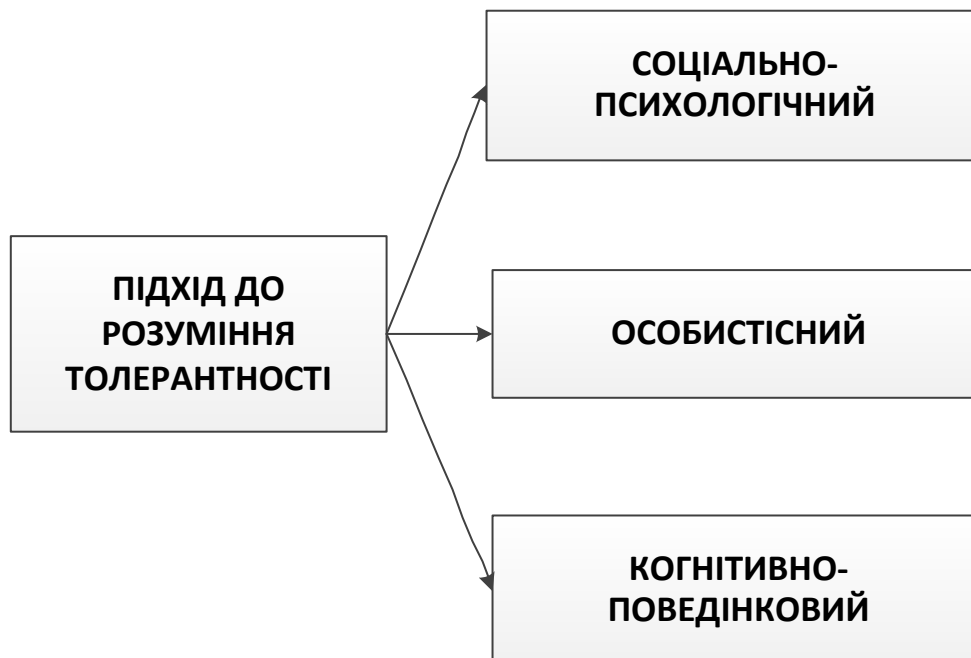 СОЦІАЛЬНО-
ПСИХОЛОГІЧНИЙ
ПІДХІД ДО
РОЗУМІННЯ
ТОЛЕРАНТНОСТІ
ОСОБИСТІСНИЙ
КОГНІТИВНО-
ПОВЕДІНКОВИЙ